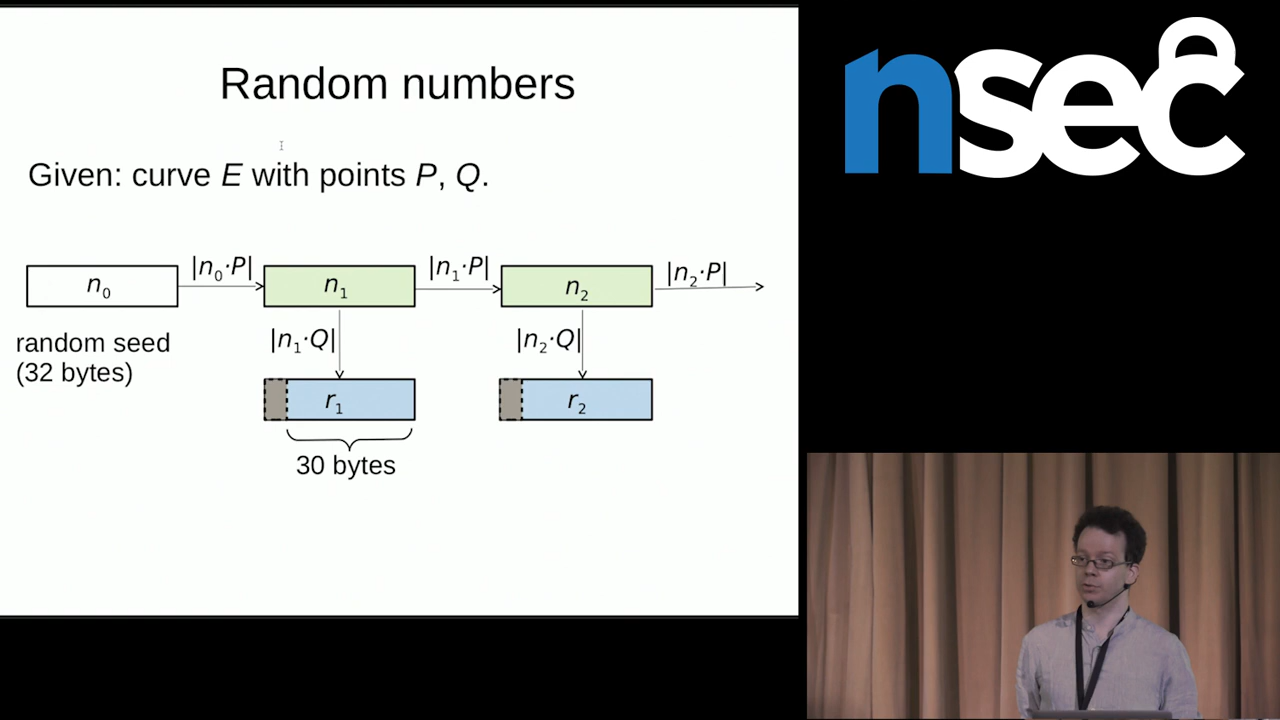 Random numbers
nsec
Given: curve E with points P, Q.
|n₀·P| |n₁·P| |n₂·P|
n₀ n₁ n₂
|n₁·Q| |n₂·Q|
random seed
(32 bytes)
r₁ r₂
30 bytes